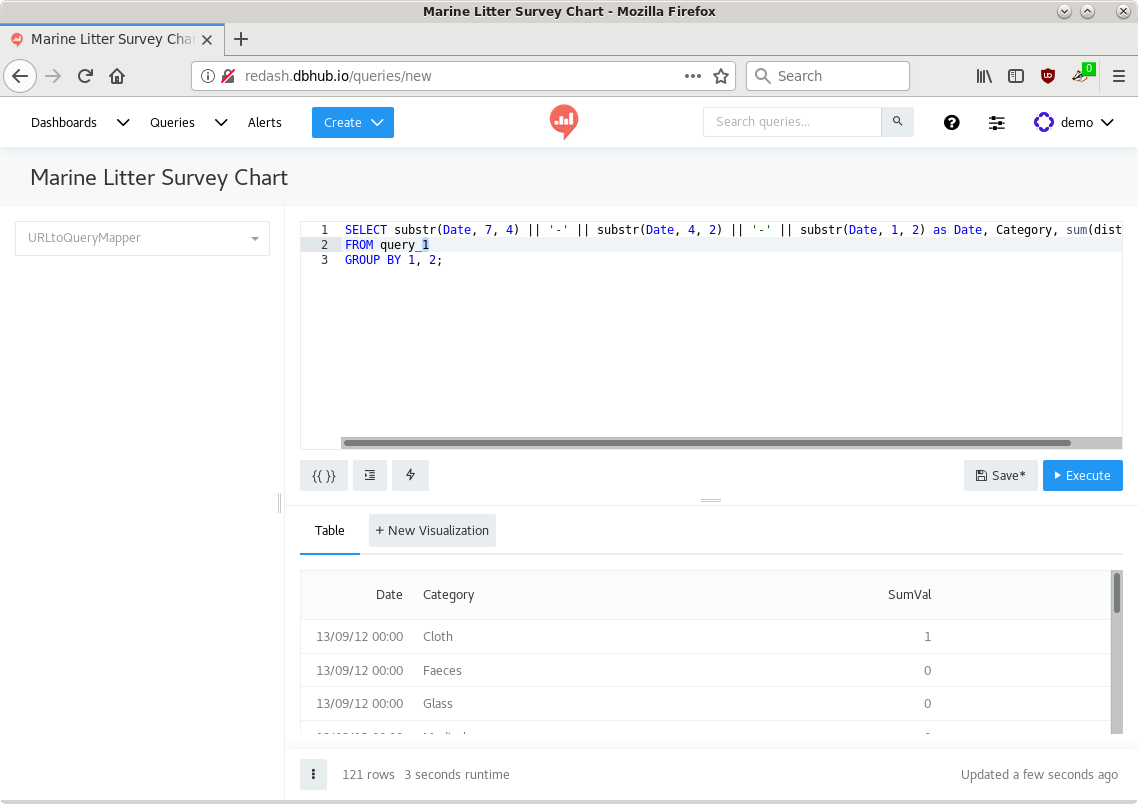 Marine Litter Survey Chart - Mozilla Firefox
Marine Litter Survey Char
redash.dbhub.io/queries/new
Search
0
Dashboards Queries Alerts Create Search queries... demo
Marine Litter Survey Chart
URLtoQueryMapper
1 SELECT substr(Date, 7, 4) || '-' || substr(Date, 4, 2) || '-' || substr(Date, 1, 2) as Date, Category, sum(dist
2 FROM query_1
3 GROUP BY 1, 2;
{{ }} Save* Execute
Table + New Visualization
Date Category SumVal
13/09/12 00:00 Cloth 1
13/09/12 00:00 Faeces 0
13/09/12 00:00 Glass 0
121 rows 3 seconds runtime Updated a few seconds ago